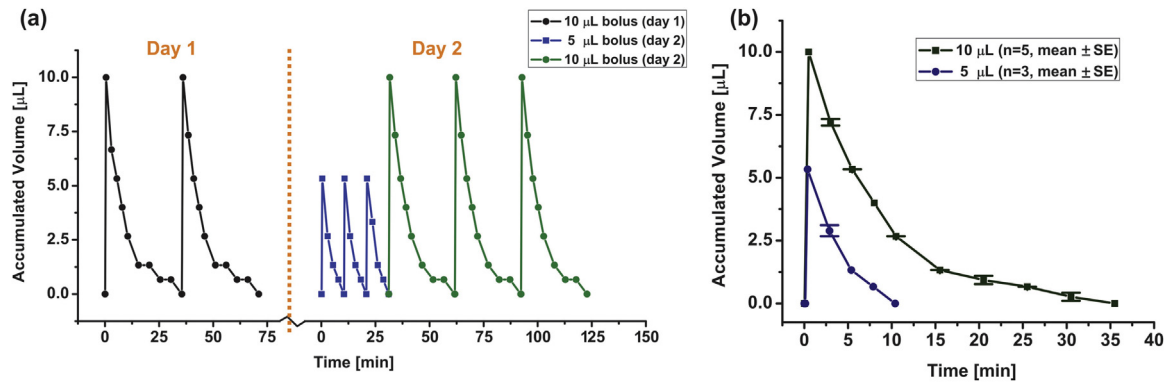 (a)
10 μL bolus (day 1)
5 μL bolus (day 2)
10 μL bolus (day 2)
Day 1
Day 2
Accumulated Volume [μL]
10.0
7.5
5.0
2.5
0.0
0 25 50 75 0 25 50 75 100 125 150
Time [min]
(b)
10 μL (n=5, mean ± SE)
5 μL (n=3, mean ± SE)
Accumulated Volume [μL]
10.0
7.5
5.0
2.5
0.0
0 5 10 15 20 25 30 35 40
Time [min]